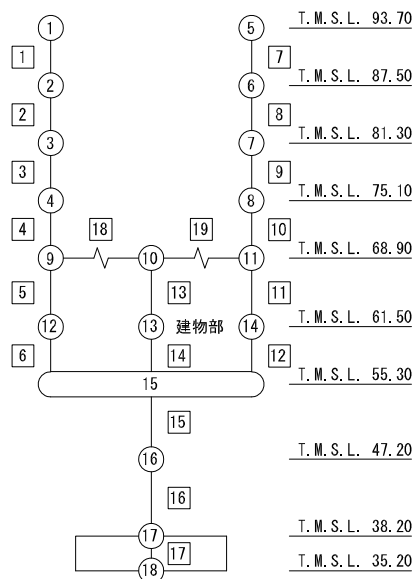 1 5 T.M.S.L. 93.70
1 7
2 6 T.M.S.L. 87.50
2 8
3 7 T.M.S.L. 81.30
3 9
4 8 T.M.S.L. 75.10
4 18 19 10
9 10 11 T.M.S.L. 68.90
5 13 11
12 13 建物部 14 T.M.S.L. 61.50
6 14 12
15 T.M.S.L. 55.30
15
16 T.M.S.L. 47.20
16
17 T.M.S.L. 38.20
17
18 T.M.S.L. 35.20